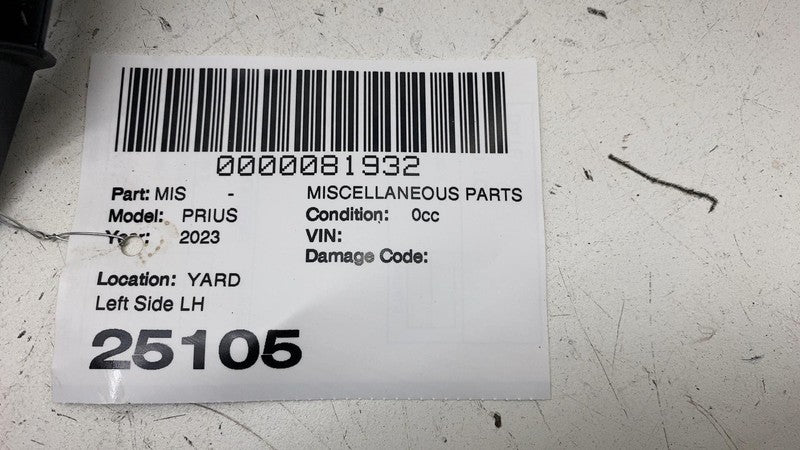 0000081932
Part: MIS - MISCELLANEOUS PARTS
Model: PRIUS Condition: 0cc
Year: 2023 VIN:
Damage Code:
Location: YARD
Left Side LH
25105